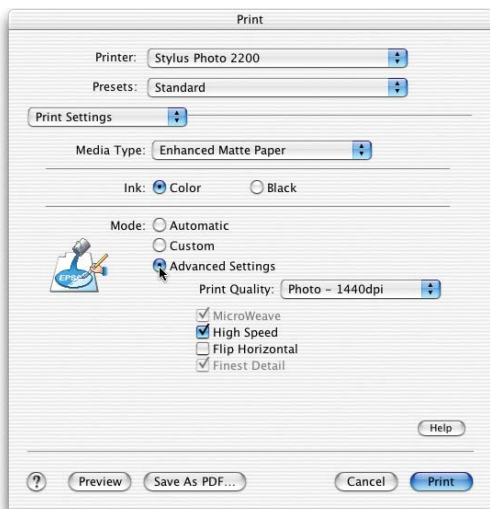 Print
Printer: Stylus Photo 2200
Presets: Standard
Print Settings
Media Type: Enhanced Matte Paper
Ink: Color Black
Mode: Automatic
Custom
Advanced Settings
EPSO
Print Quality: Photo – 1440dpi
MicroWeave
High Speed
Flip Horizontal
Finest Detail
Help
? Preview Save As PDF... Cancel Print